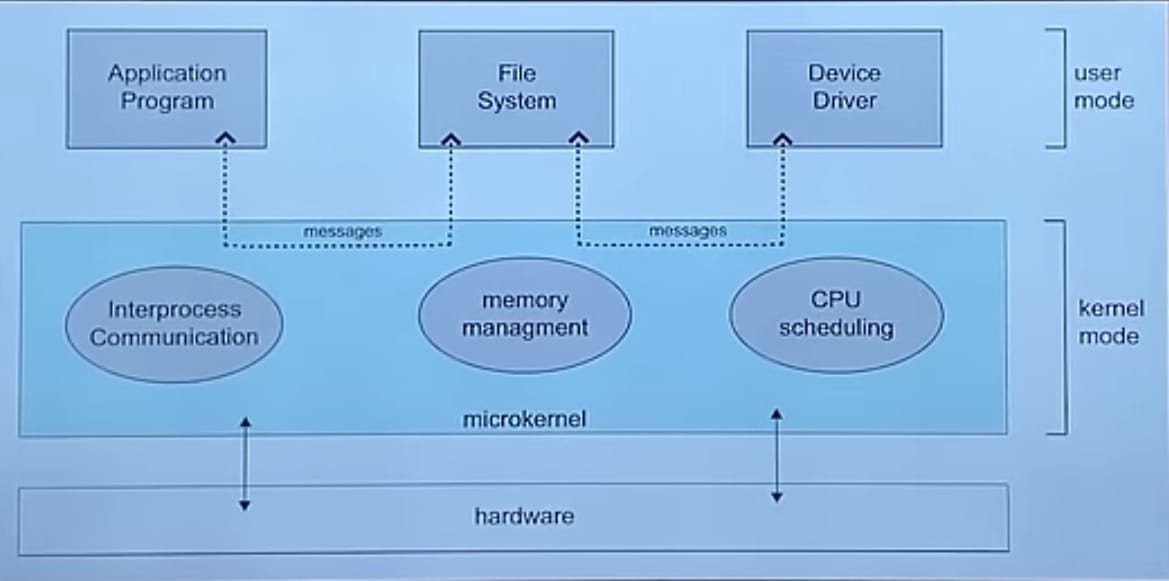 Application
Program
File
System
Device
Driver
user
mode
messages
messages
Interprocess
Communication
memory
managment
CPU
scheduling
kernel
mode
microkernel
hardware